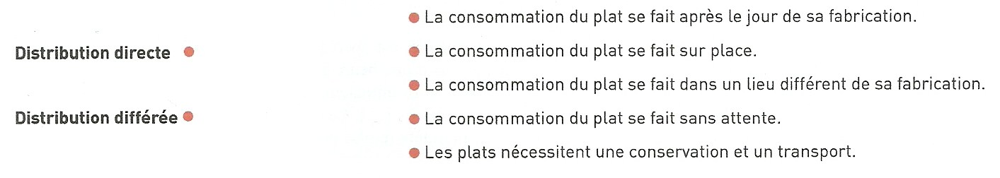 La consommation du plat se fait après le jour de sa fabrication.
Distribution directe
La consommation du plat se fait sur place.
La consommation du plat se fait dans un lieu différent de sa fabrication.
Distribution différée
La consommation du plat se fait sans attente.
Les plats nécessitent une conservation et un transport.